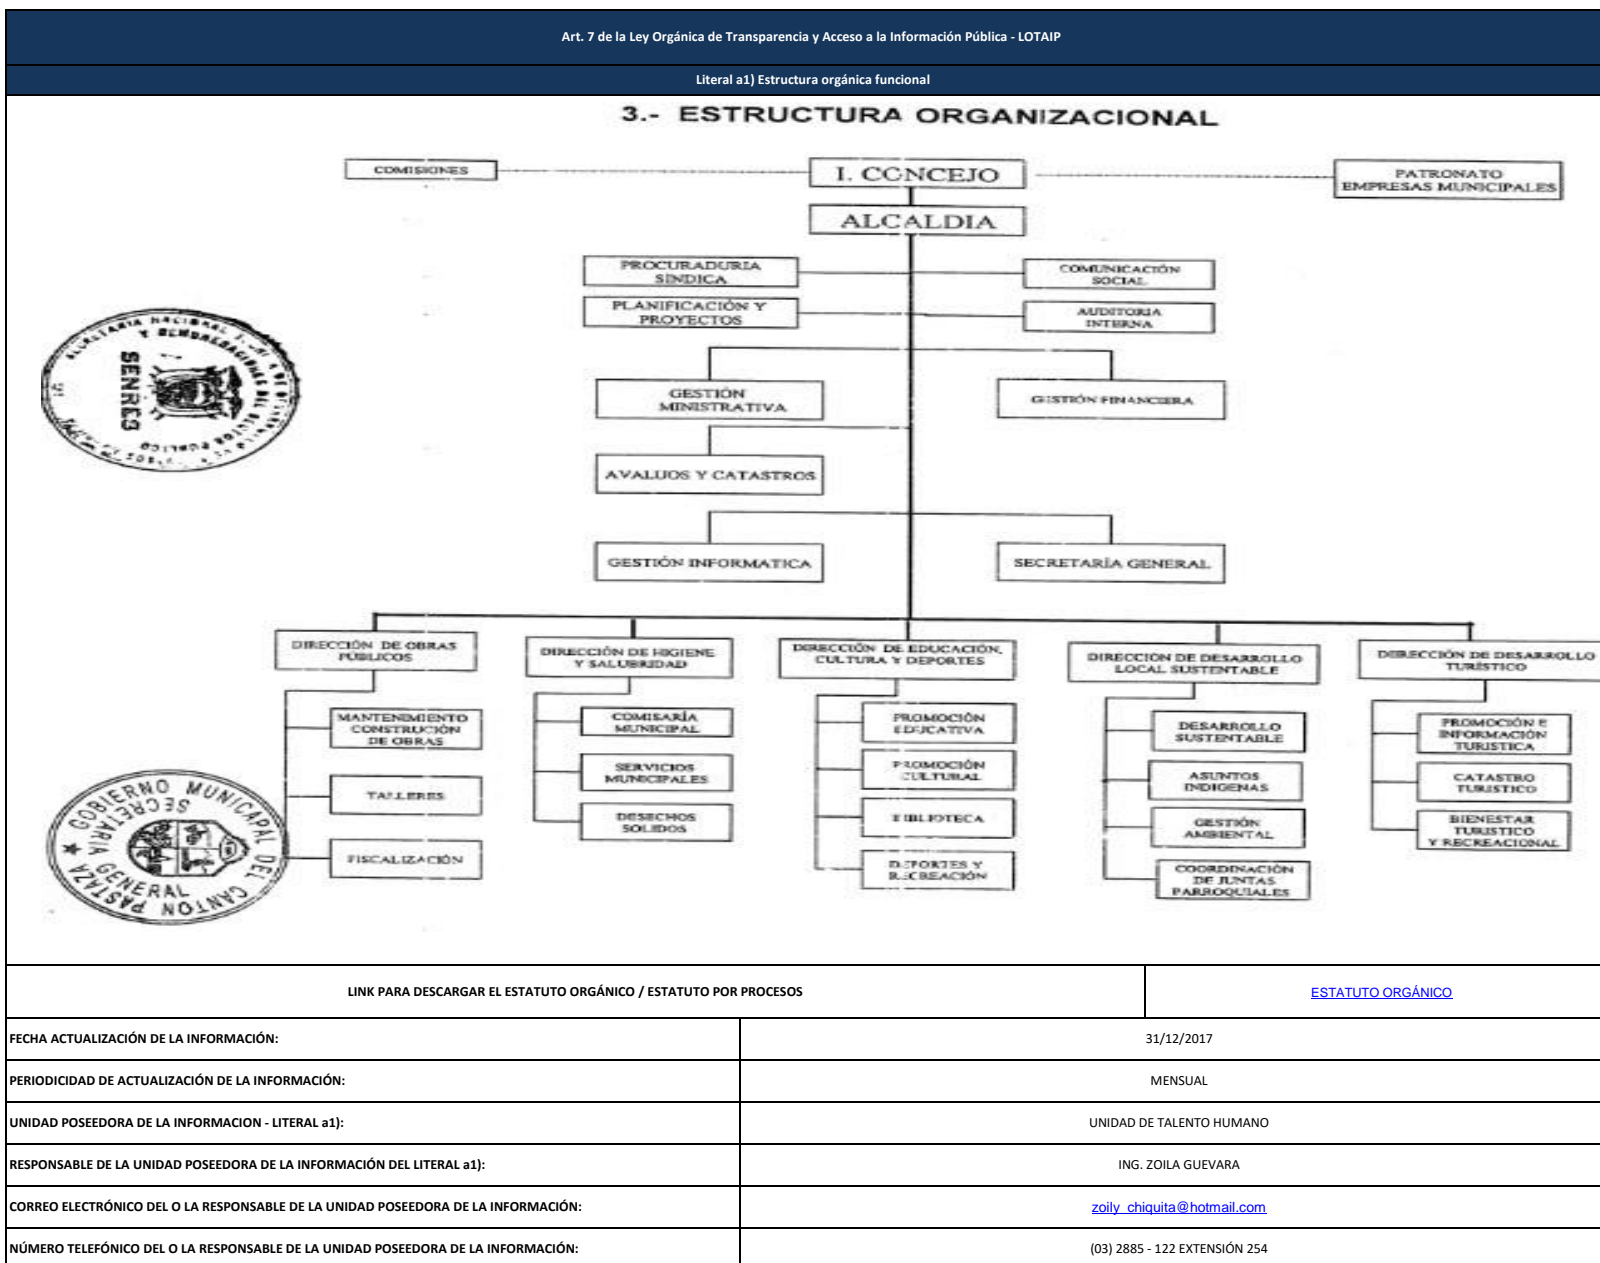 Art. 7 de la Ley Orgánica de Transparencia y Acceso a la Información Pública - LOTAIP
Literal a1) Estructura orgánica funcional
3.- ESTRUCTURA ORGANIZACIONAL
COMISIONES
I. CONCEJO
PATRONATO
EMPRESAS MUNICIPALES
ALCALDIA
PROCURADURIA
SINDICA
COMUNICACIÓN
SOCIAL
PLANIFICACIÓN Y
PROYECTOS
AUDITORIA
INTERNA
SENRES
GESTIÓN
MINISTRATIVA
GESTIÓN FINANCIERA
AVALUOS Y CATASTROS
GESTIÓN INFORMATICA
SECRETARÍA GENERAL
DIRECCIÓN DE OBRAS
PÚBLICOS
DIRECCIÓN DE HIGIENE
Y SALUBRIDAD
DIRECCIÓN DE EDUCACIÓN,
CULTURA Y DEPORTES
DIRECCIÓN DE DESARROLLO
LOCAL SUSTENTABLE
DIRECCIÓN DE DESARROLLO
TURÍSTICO
MANTENIMIENTO
CONSTRUCIÓN
DE OBRAS
TALLERES
FISCALIZACIÓN
COMISARÍA
MUNICIPAL
SERVICIOS
MUNICIPALES
DESECHOS
SOLIDOS
PROMOCIÓN
EDUCATIVA
PROMOCIÓN
CULTURAL
BIBLIOTECA
DEPORTES Y
RECREACIÓN
DESARROLLO
SUSTENTABLE
ASUNTOS
INDIGENAS
GESTIÓN
AMBIENTAL
COORDINACIÓN
DE JUNTAS
PARROQUIALES
PROMOCIÓN E
INFORMACIÓN
TURISTICA
CATASTRO
TURISTICO
BIENESTAR
TURISTICO
Y RECREACIONAL
GOBIERNO MUNICAPAL DEL CANTON PASTAZA
SECRETARIA GENERAL
LINK PARA DESCARGAR EL ESTATUTO ORGÁNICO / ESTATUTO POR PROCESOS
ESTATUTO ORGÁNICO
FECHA ACTUALIZACIÓN DE LA INFORMACIÓN:
31/12/2017
PERIODICIDAD DE ACTUALIZACIÓN DE LA INFORMACIÓN:
MENSUAL
UNIDAD POSEEDORA DE LA INFORMACION - LITERAL a1):
UNIDAD DE TALENTO HUMANO
RESPONSABLE DE LA UNIDAD POSEEDORA DE LA INFORMACIÓN DEL LITERAL a1):
ING. ZOILA GUEVARA
CORREO ELECTRÓNICO DEL O LA RESPONSABLE DE LA UNIDAD POSEEDORA DE LA INFORMACIÓN:
zoily_chiquita@hotmail.com
NÚMERO TELEFÓNICO DEL O LA RESPONSABLE DE LA UNIDAD POSEEDORA DE LA INFORMACIÓN:
(03) 2885 - 122 EXTENSIÓN 254